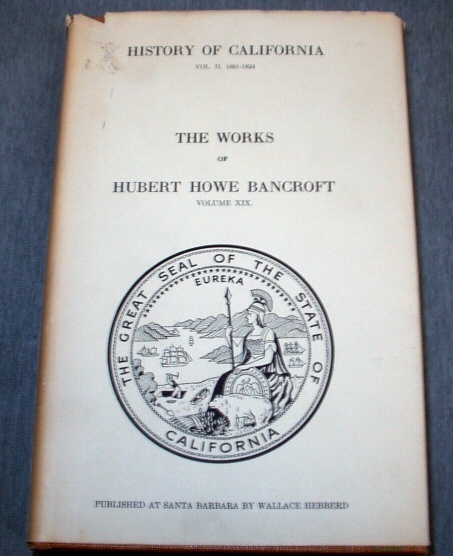 HISTORY OF CALIFORNIA
VOL. II. 1801-1824
THE WORKS
OF
HUBERT HOWE BANCROFT
VOLUME XIX.
THE GREAT SEAL OF THE STATE OF CALIFORNIA
EUREKA
PUBLISHED AT SANTA BARBARA BY WALLACE HEBBERD